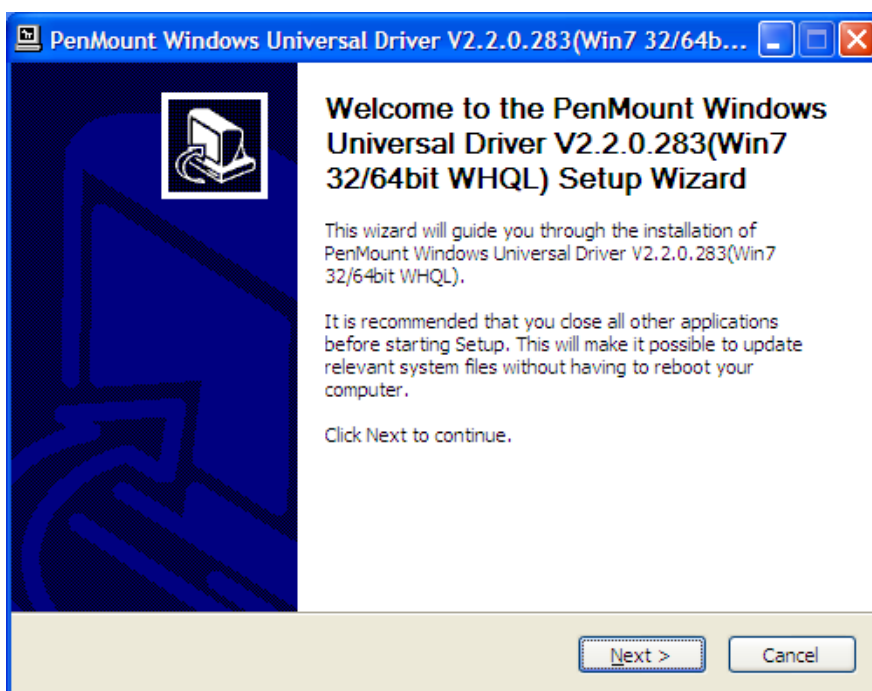 PenMount Windows Universal Driver V2.2.0.283(Win7 32/64b...
Welcome to the PenMount Windows
Universal Driver V2.2.0.283(Win7
32/64bit WHQL) Setup Wizard
This wizard will guide you through the installation of
PenMount Windows Universal Driver V2.2.0.283(Win7
32/64bit WHQL).
It is recommended that you close all other applications
before starting Setup. This will make it possible to update
relevant system files without having to reboot your
computer.
Click Next to continue.
Next >
Cancel